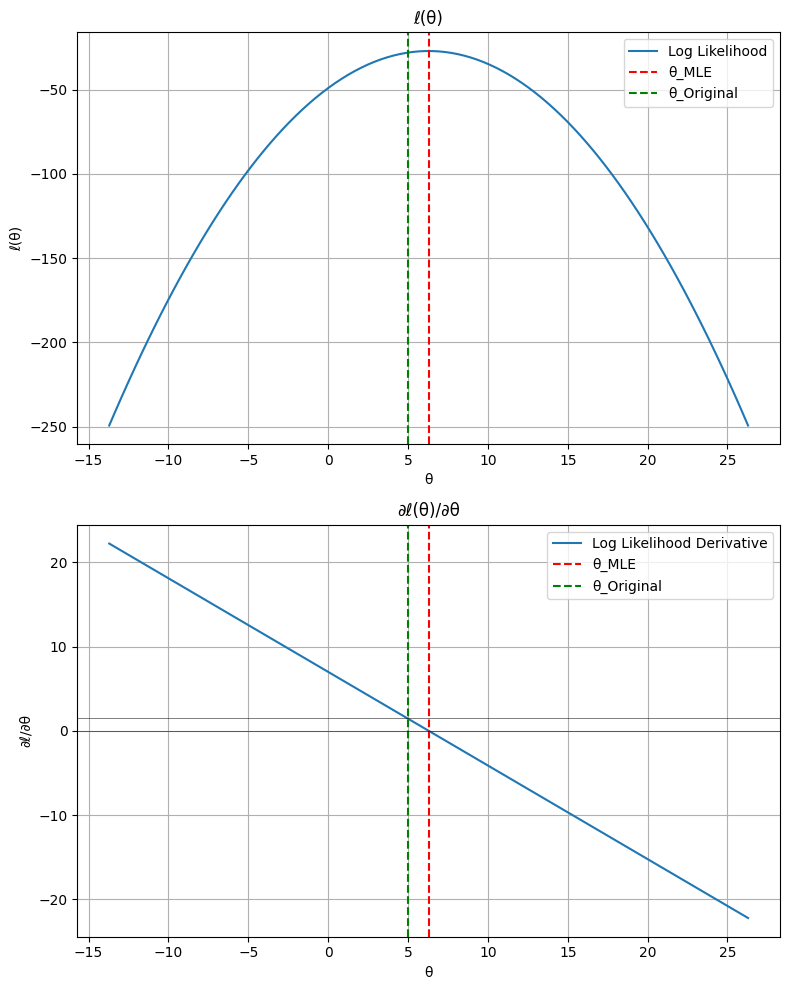 ℓ(θ)
Log Likelihood
θ_MLE
θ_Original
−50
−100
−150
−200
−250
ℓ(θ)
−15 −10 −5 0 5 10 15 20 25
θ
∂ℓ(θ)/∂θ
Log Likelihood Derivative
θ_MLE
θ_Original
20
10
0
−10
−20
∂ℓ/∂θ
−15 −10 −5 0 5 10 15 20 25
θ